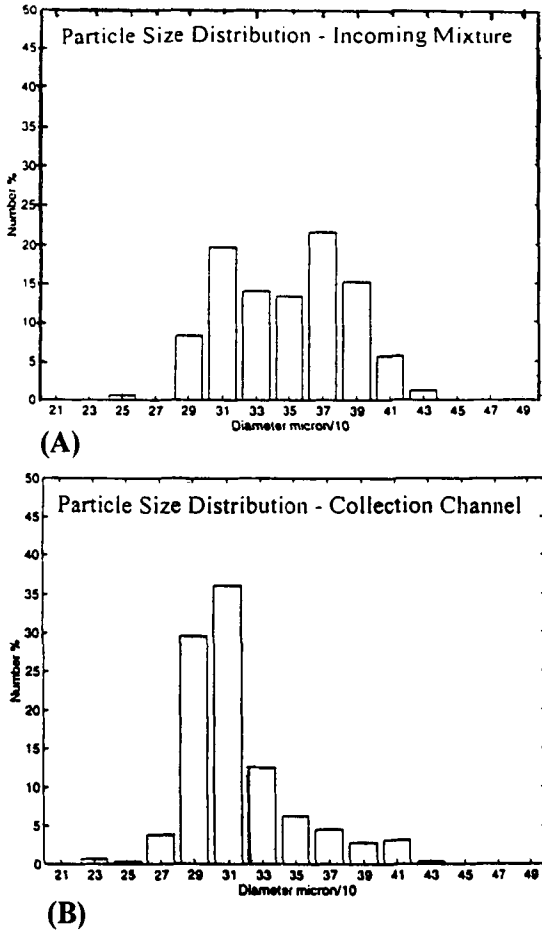 Particle Size Distribution - Incoming Mixture
50
45
40
35
30
25
20
15
10
5
0
Number %
21 23 25 27 29 31 33 35 37 39 41 43 45 47 49
Diameter micron/10
(A)
Particle Size Distribution - Collection Channel
50
45
40
35
30
25
20
15
10
5
0
Number %
21 23 25 27 29 31 33 35 37 39 41 43 45 47 49
Diameter micron/10
(B)